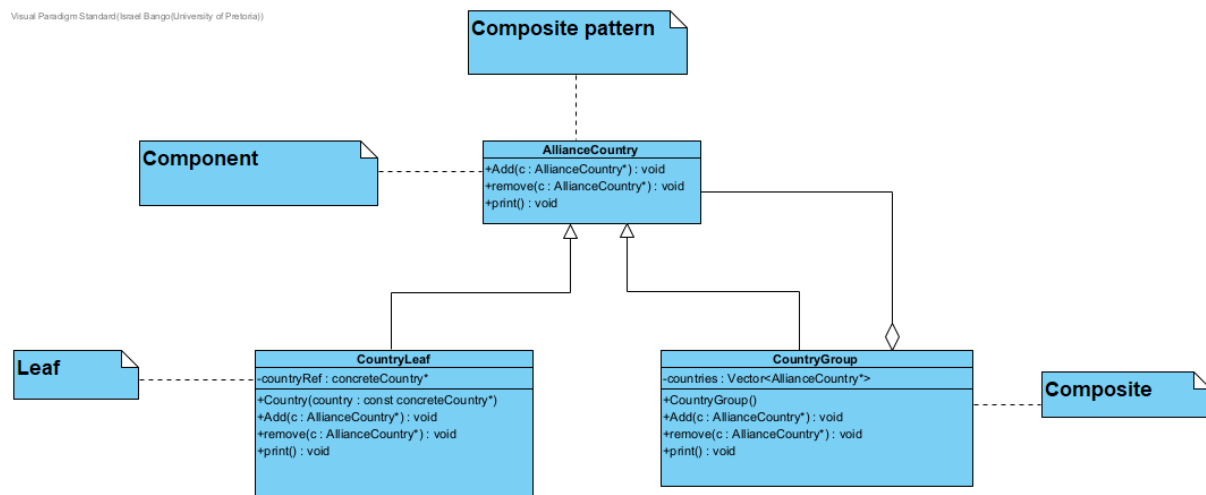 Visual Paradigm Standard(Israel Bango(University of Pretoria))
Composite pattern
Component
AllianceCountry
+Add(c : AllianceCountry*) : void
+remove(c : AllianceCountry*) : void
+print() : void
Leaf
CountryLeaf
-countryRef : concreteCountry*
+Country(country : const concreteCountry*)
+Add(c : AllianceCountry*) : void
+remove(c : AllianceCountry*) : void
+print() : void
CountryGroup
-countries : Vector<AllianceCountry*>
+CountryGroup()
+Add(c : AllianceCountry*) : void
+remove(c : AllianceCountry*) : void
+print() : void
Composite